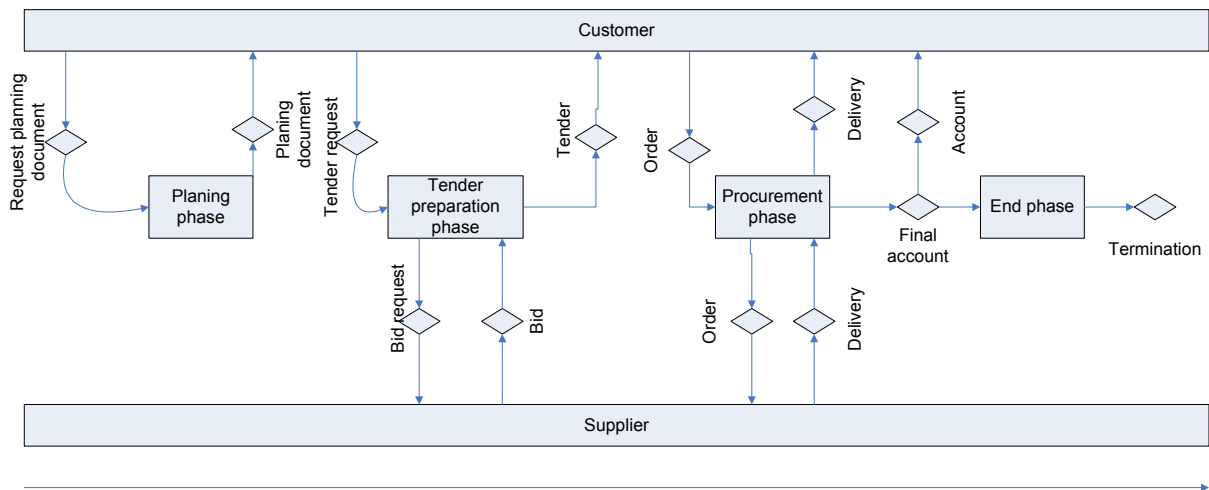 Customer
Request planning
document
Planing
document
Tender request
Tender
Order
Delivery
Account
Planing
phase
Tender
preparation
phase
Procurement
phase
End phase
Final
account
Termination
Bid request
Bid
Order
Delivery
Supplier